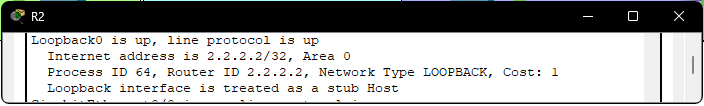 R2
Loopback0 is up, line protocol is up
Internet address is 2.2.2.2/32, Area 0
Process ID 64, Router ID 2.2.2.2, Network Type LOOPBACK, Cost: 1
Loopback interface is treated as a stub Host